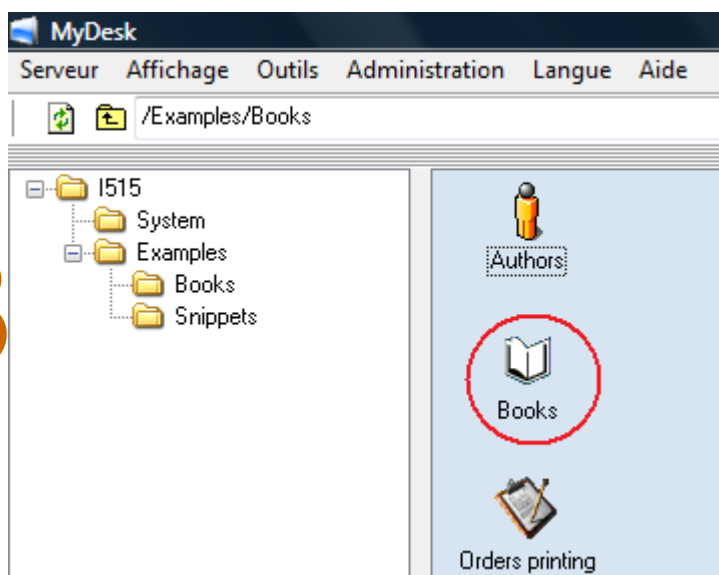 MyDesk
Serveur Affichage Outils Administration Langue Aide
/Examples/Books
I515
System
Examples
Books
Snippets
Authors
Books
Orders printing